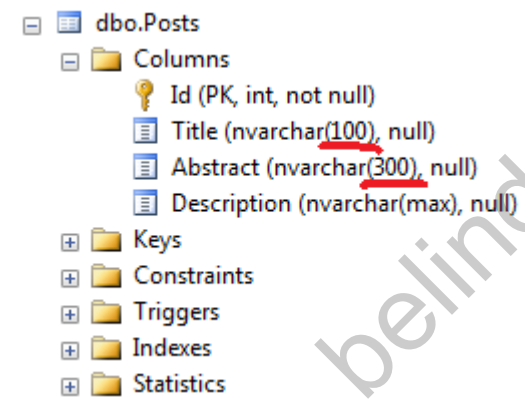 dbo.Posts
Columns
Id (PK, int, not null)
Title (nvarchar(100), null)
Abstract (nvarchar(300), null)
Description (nvarchar(max), null)
Keys
Constraints
Triggers
Indexes
Statistics